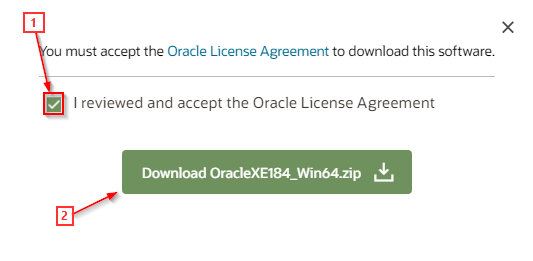 1
You must accept the Oracle License Agreement to download this software.
I reviewed and accept the Oracle License Agreement
Download OracleXE184_Win64.zip
2